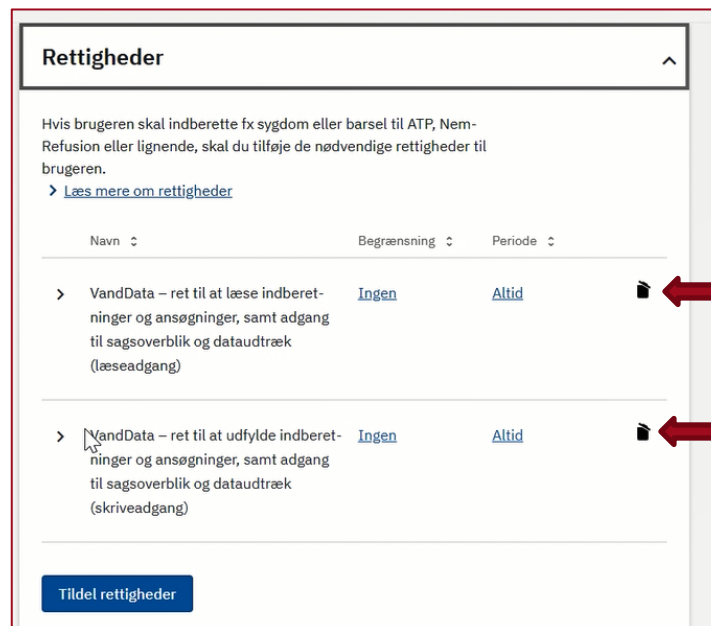 Rettigheder
Hvis brugeren skal indberette fx sygdom eller barsel til ATP, Nem-
Refusion eller lignende, skal du tilføje de nødvendige rettigheder til
brugeren.
Læs mere om rettigheder
Navn Begrænsning Periode
VandData – ret til at læse indberet- Ingen Altid
ninger og ansøgninger, samt adgang
til sagsoverblik og dataudtræk
(læseadgang)
VandData – ret til at udfylde indberet- Ingen Altid
ninger og ansøgninger, samt adgang
til sagsoverblik og dataudtræk
(skriveadgang)
Tildel rettigheder